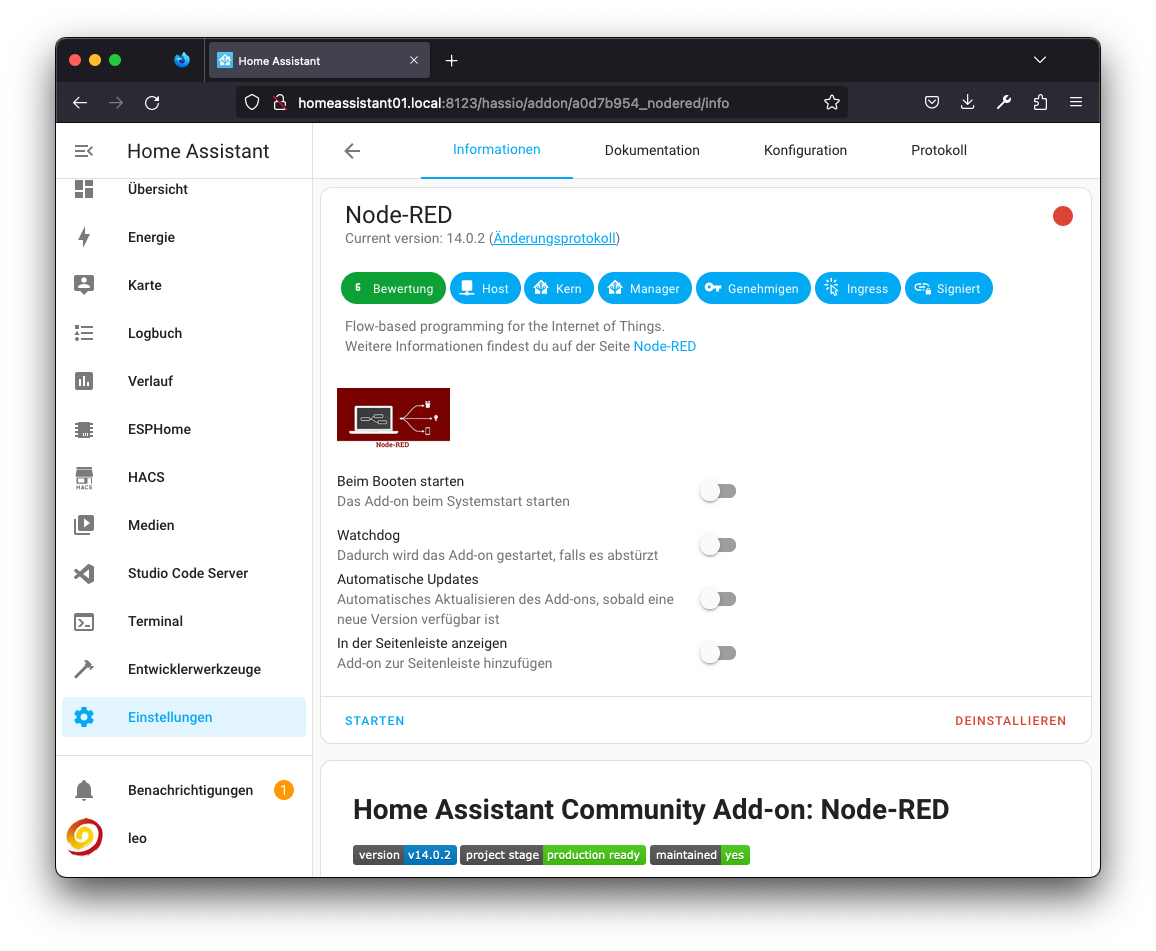 Home Assistant
homeassistant01.local:8123/hassio/addon/a0d7b954_nodered/info
Home Assistant
Übersicht
Energie
Karte
Logbuch
Verlauf
ESPHome
HACS
HACS
Medien
Studio Code Server
Terminal
Entwicklerwerkzeuge
Einstellungen
Benachrichtigungen 1
leo
Informationen Dokumentation Konfiguration Protokoll
Node-RED
Current version: 14.0.2 (Änderungsprotokoll)
6 Bewertung Host Kern Manager Genehmigen Ingress Signiert
Flow-based programming for the Internet of Things.
Weitere Informationen findest du auf der Seite Node-RED
Node-RED
Beim Booten starten
Das Add-on beim Systemstart starten
Watchdog
Dadurch wird das Add-on gestartet, falls es abstürzt
Automatische Updates
Automatisches Aktualisieren des Add-ons, sobald eine
neue Version verfügbar ist
In der Seitenleiste anzeigen
Add-on zur Seitenleiste hinzufügen
STARTEN DEINSTALLIEREN
Home Assistant Community Add-on: Node-RED
version v14.0.2 project stage production ready maintained yes